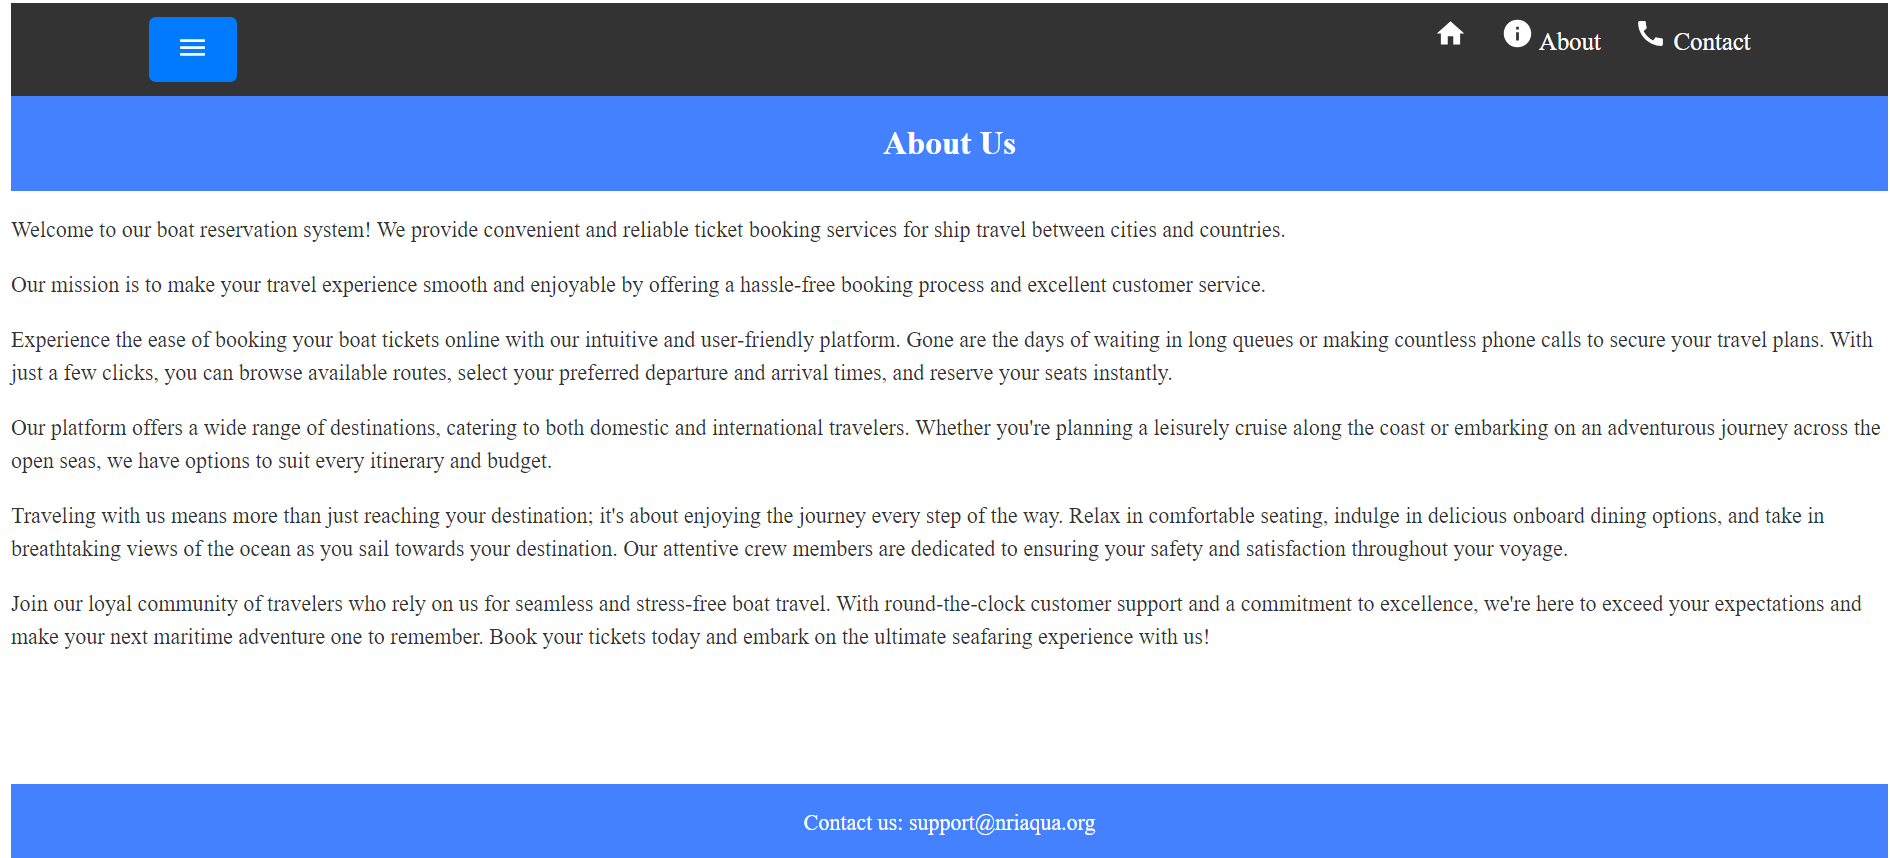 About
Contact
About Us
Welcome to our boat reservation system! We provide convenient and reliable ticket booking services for ship travel between cities and countries.
Our mission is to make your travel experience smooth and enjoyable by offering a hassle-free booking process and excellent customer service.
Experience the ease of booking your boat tickets online with our intuitive and user-friendly platform. Gone are the days of waiting in long queues or making countless phone calls to secure your travel plans. With
just a few clicks, you can browse available routes, select your preferred departure and arrival times, and reserve your seats instantly.
Our platform offers a wide range of destinations, catering to both domestic and international travelers. Whether you're planning a leisurely cruise along the coast or embarking on an adventurous journey across the
open seas, we have options to suit every itinerary and budget.
Traveling with us means more than just reaching your destination; it's about enjoying the journey every step of the way. Relax in comfortable seating, indulge in delicious onboard dining options, and take in
breathtaking views of the ocean as you sail towards your destination. Our attentive crew members are dedicated to ensuring your safety and satisfaction throughout your voyage.
Join our loyal community of travelers who rely on us for seamless and stress-free boat travel. With round-the-clock customer support and a commitment to excellence, we're here to exceed your expectations and
make your next maritime adventure one to remember. Book your tickets today and embark on the ultimate seafaring experience with us!
Contact us: support@nriaqua.org